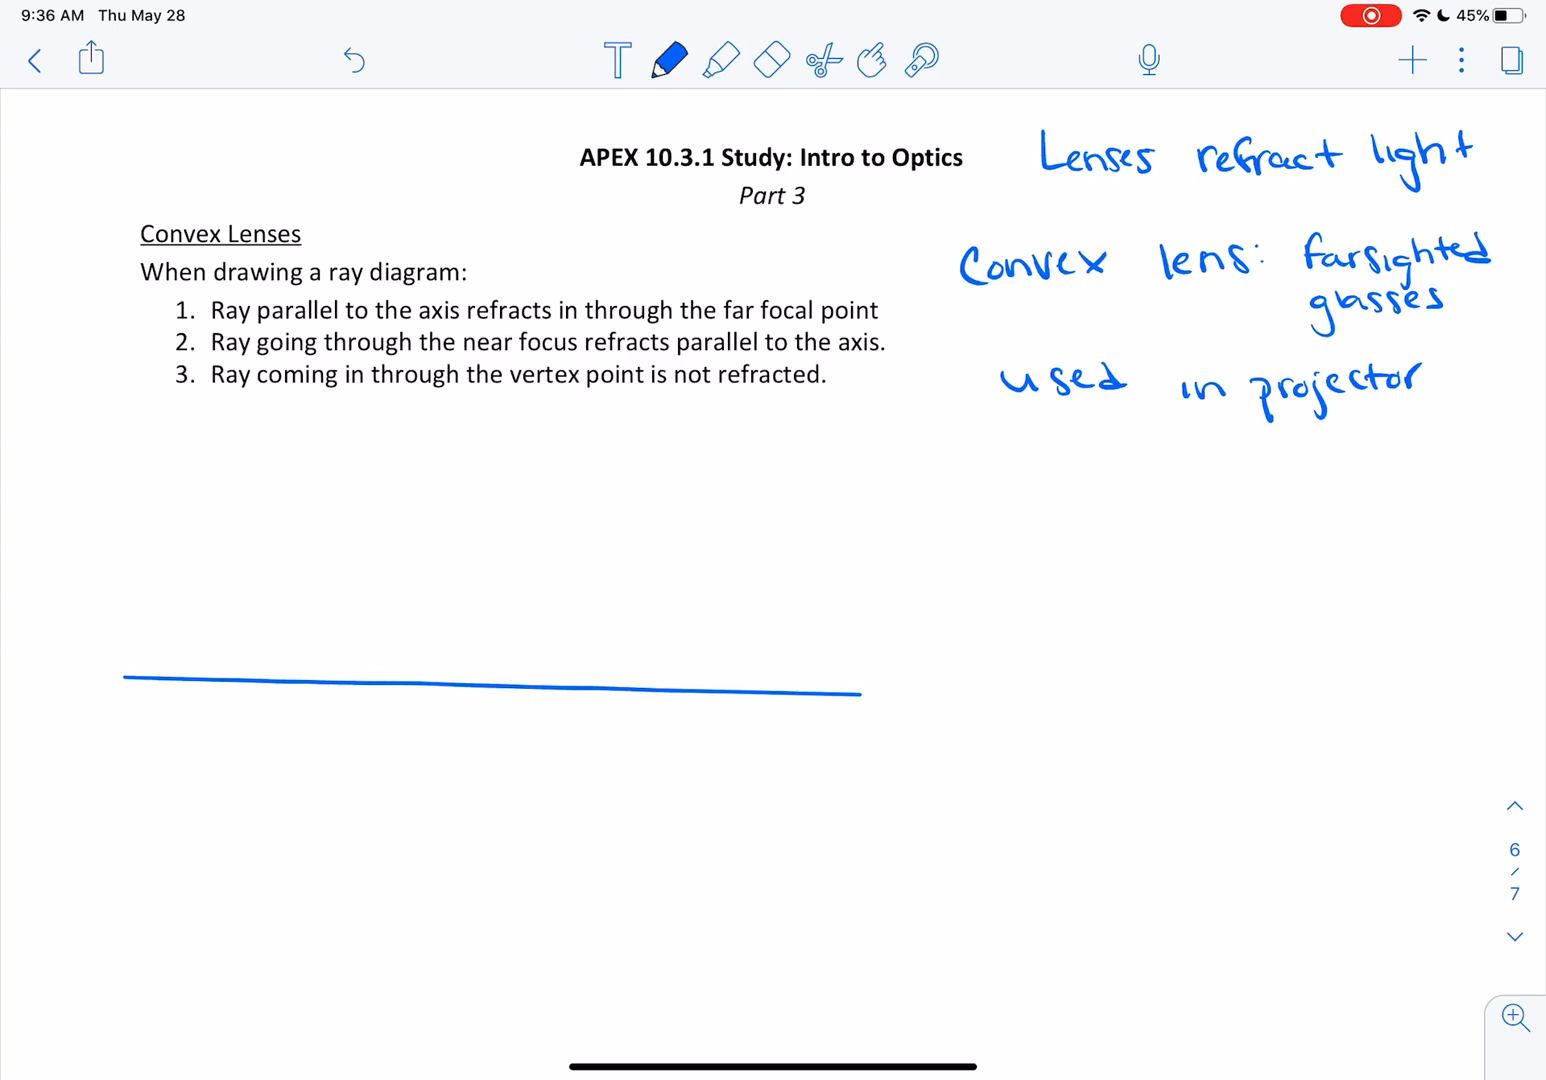 9:36 AM Thu May 28
45%
APEX 10.3.1 Study: Intro to Optics
Part 3
Lenses refract light
Convex Lenses
When drawing a ray diagram:
1. Ray parallel to the axis refracts in through the far focal point
2. Ray going through the near focus refracts parallel to the axis.
3. Ray coming in through the vertex point is not refracted.
Convex lens: farsighted
glasses
used in projector
6
/
7